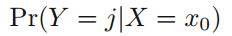 Pr(Y = j|X = x₀)